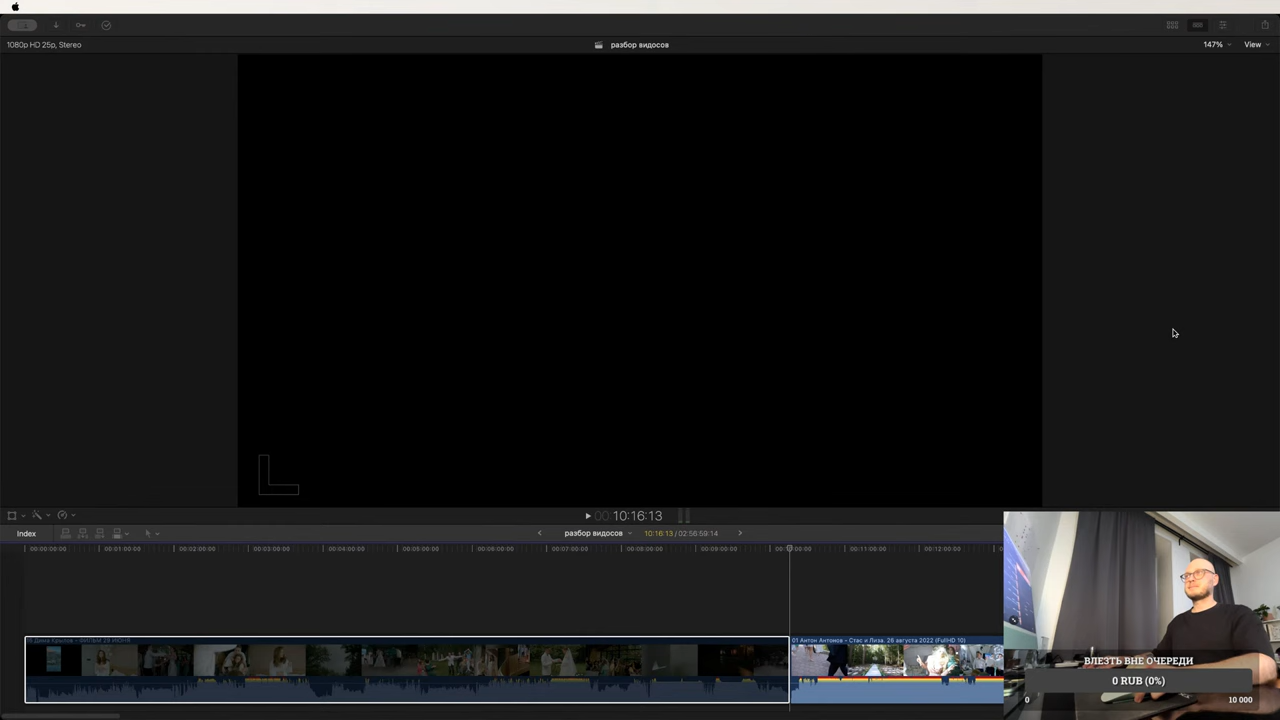 1080p HD 25p, Stereo
разбор видосов
147%
View
00:10:16:13
Index
разбор видосов
10:16:13 / 02:56:59:14
00:00:00:00
00:01:00:00
00:02:00:00
00:03:00:00
00:04:00:00
00:05:00:00
00:06:00:00
00:07:00:00
00:08:00:00
00:09:00:00
00:11:00:00
00:12:00:00
01 Антон Антонов - Стас и Лиза. 26 августа 2022 (FullHD 10)
ВЛЕЗТЬ ВНЕ ОЧЕРЕДИ
0 RUB (0%)
0
10 000